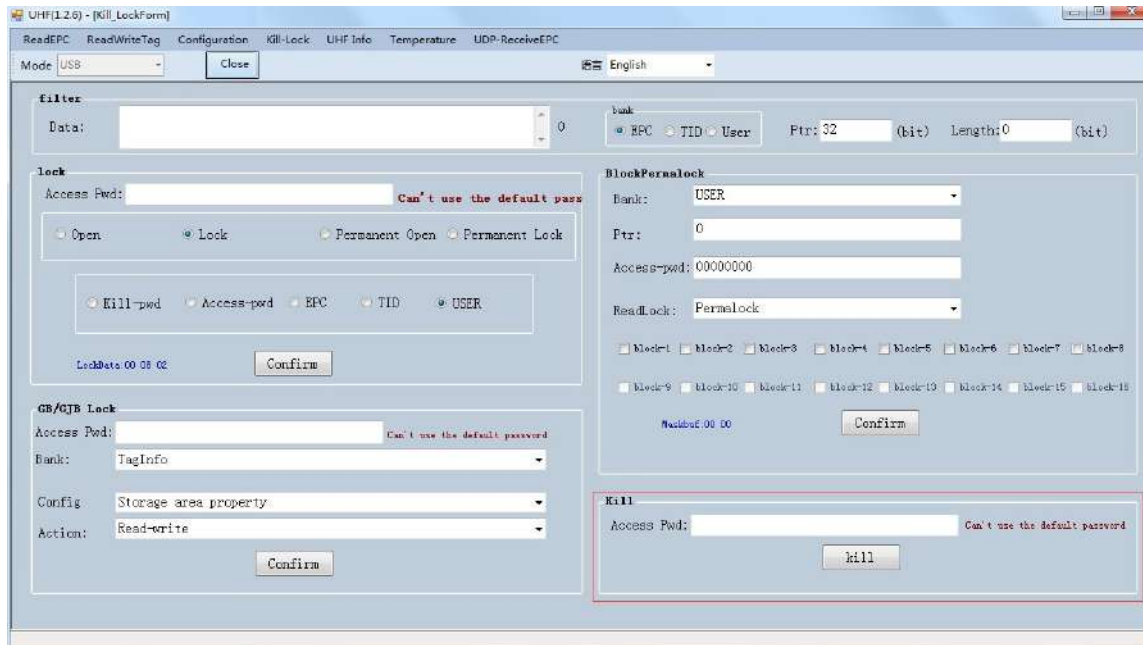 UHF(1.2.6) - [Kill_LockForm]
ReadEPC ReadWriteTag Configuration Kill-Lock UHF Info Temperature UDP-ReceiveEPC
Mode USB Close 语言 English
filter
Data: 0
bank
EPC TID User Ptr: 32 (bit) Length: 0 (bit)
lock
Access Pwd: Can't use the default pass
Open Lock Permanent Open Permanent Lock
Kill-pwd Access-pwd EPC TID USER
LockData:00 08 02 Confirm
GB/GJB Lock
Access Pwd: Can't use the default password
Bank: TagInfo
Config Storage area property
Action: Read-write
Confirm
BlockPermalock
Bank: USER
Ptr: 0
Access-pwd: 00000000
ReadLock: Permalock
block-1 block-2 block-3 block-4 block-5 block-6 block-7 block-8
block-9 block-10 block-11 block-12 block-13 block-14 block-15 block-16
Maskbuf:00 00 Confirm
Kill
Access Pwd: Can't use the default password
kill